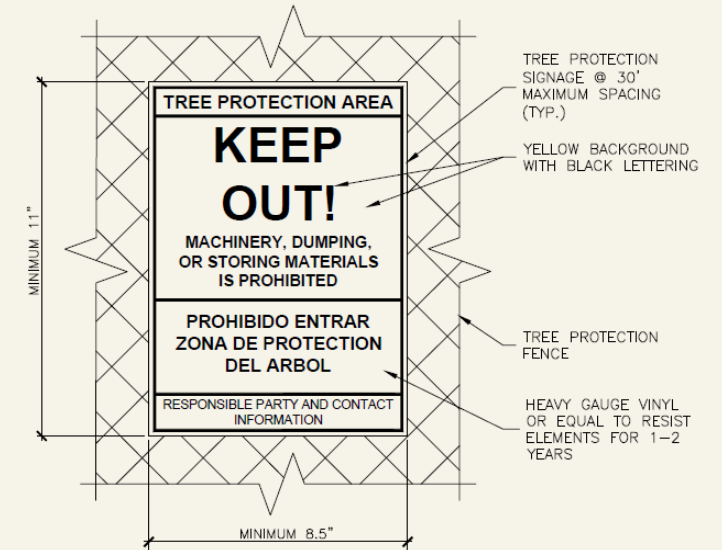 TREE PROTECTION AREA
KEEP
OUT!
MACHINERY, DUMPING,
OR STORING MATERIALS
IS PROHIBITED
PROHIBIDO ENTRAR
ZONA DE PROTECTION
DEL ARBOL
RESPONSIBLE PARTY AND CONTACT
INFORMATION
MINIMUM 11"
MINIMUM 8.5"
TREE PROTECTION
SIGNAGE @ 30'
MAXIMUM SPACING
(TYP.)
YELLOW BACKGROUND
WITH BLACK LETTERING
TREE PROTECTION
FENCE
HEAVY GAUGE VINYL
OR EQUAL TO RESIST
ELEMENTS FOR 1-2
YEARS